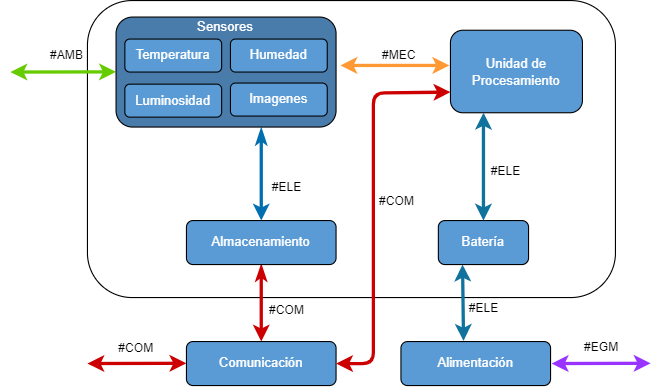 Sensores
#AMB
Temperatura
Humedad
#MEC
Unidad de
Procesamiento
Luminosidad
Imagenes
#ELE
#ELE
#COM
Almacenamiento
Batería
#COM
#ELE
#COM
Comunicación
Alimentación
#EGM